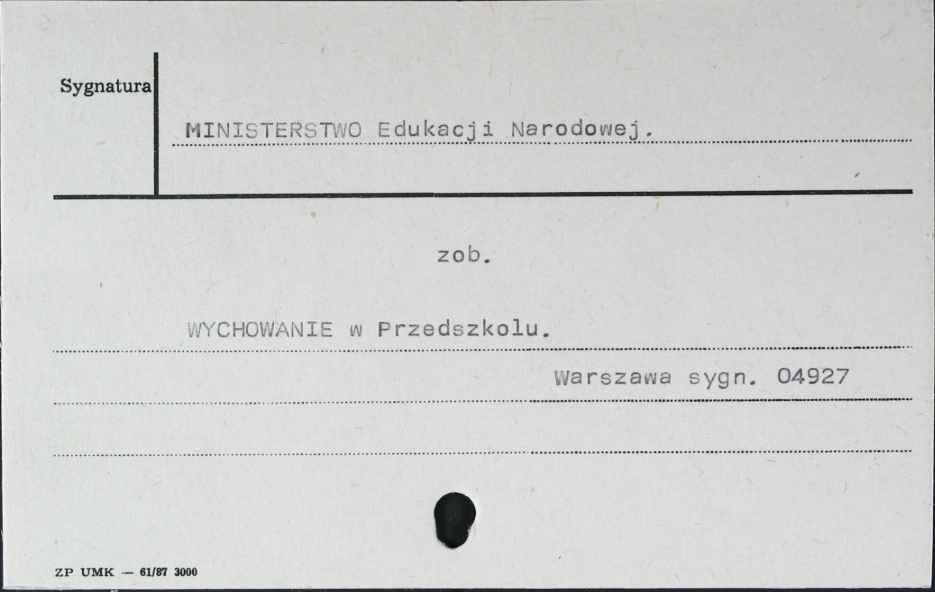 Sygnatura
MINISTERSTWO Edukacji Narodowej.
zob.
WYCHOWANIE w Przedszkolu.
Warszawa sygn. 04927
ZP UMK — 61/87 3000